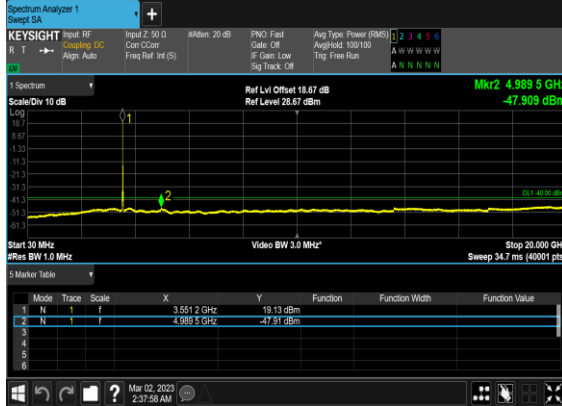 Spectrum Analyzer 1
Swept SA
+
KEYSIGHT Input: RF Input Z: 50 Ω #Atten: 20 dB PNO: Fast Avg Type: Power (RMS) 1 2 3 4 5 6
R T Coupling: DC Corr CCorr Gate: Off Avg|Hold: 100/100 A W W W W W
Align: Auto Freq Ref: Int (S) IF Gain: Low Trig: Free Run
Sig Track: Off A N N N N N
1 Spectrum Ref Lvl Offset 18.67 dB Mkr2 4.989 5 GHz
Scale/Div 10 dB Ref Level 28.67 dBm -47.909 dBm
Log
18.7
8.67
-1.33
-11.3
-21.3
-31.3
-41.3
-51.3
-61.3
1
2
DL1 -40.00 dBm
Start 30 MHz Video BW 3.0 MHz* Stop 20.000 GHz
#Res BW 1.0 MHz Sweep 34.7 ms (40001 pts)
5 Marker Table
Mode Trace Scale X Y Function Function Width Function Value
1 N 1 f 3.551 2 GHz 19.13 dBm
2 N 1 f 4.989 5 GHz -47.91 dBm
3
4
5
6
? Mar 02, 2023
2:37:58 AM